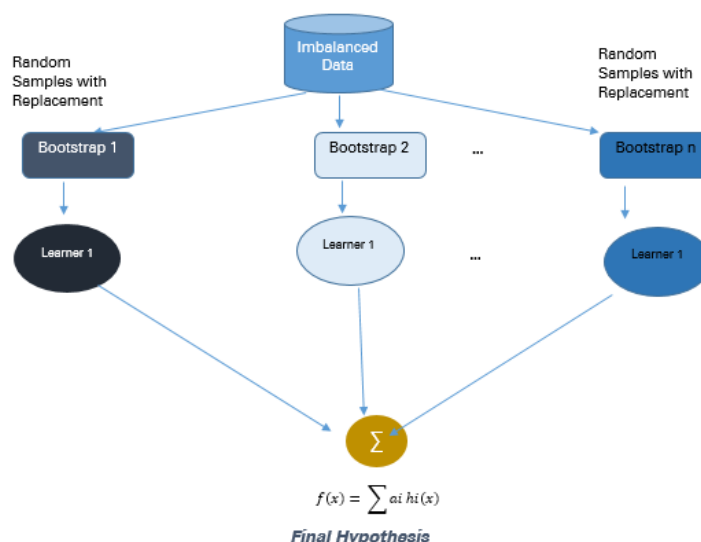 Imbalanced
Data
Random
Samples with
Replacement
Random
Samples with
Replacement
Bootstrap 1
Bootstrap 2
...
Bootstrap n
Learner 1
Learner 1
...
Learner 1
∑
f(x) = ∑ ai hi(x)
Final Hypothesis